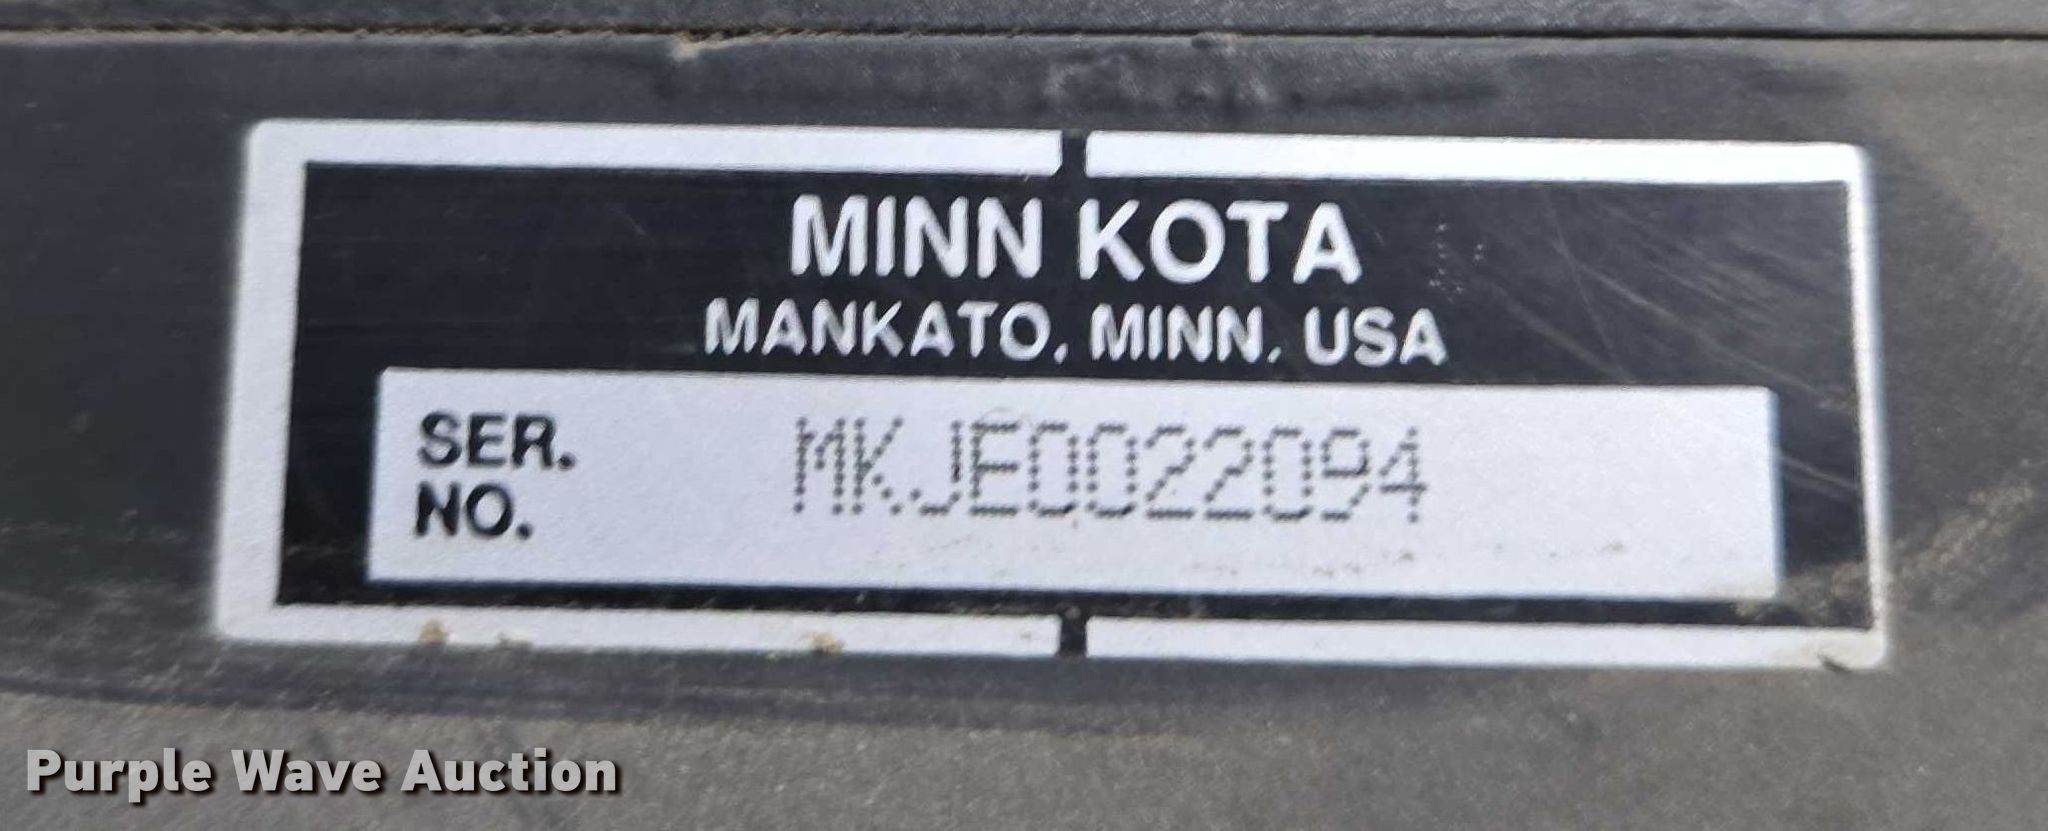 MINN KOTA
MANKATO, MINN. USA
SER. NO. MKJE0022094
Purple Wave Auction